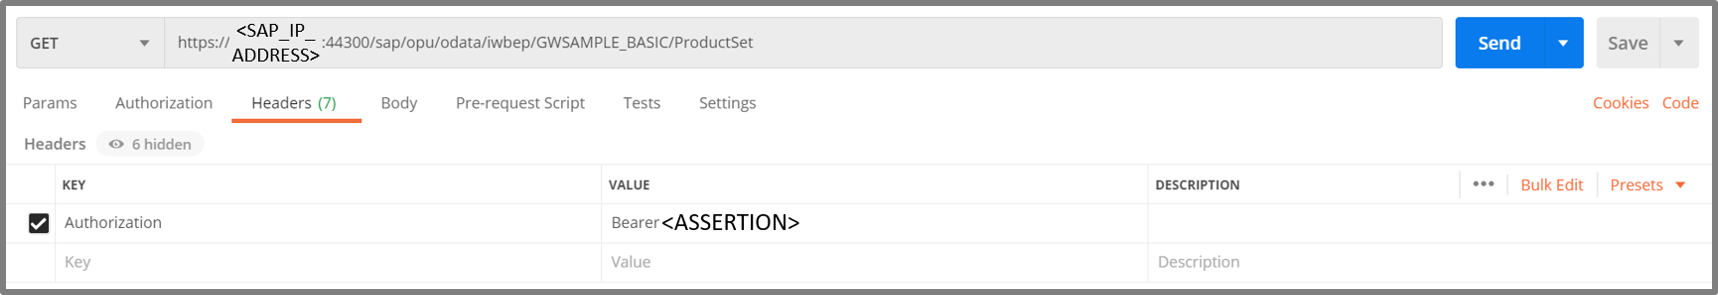 GET https:// <SAP_IP_ADDRESS> :44300/sap/opu/odata/iwbep/GWSAMPLE_BASIC/ProductSet Send Save
Params Authorization Headers (7) Body Pre-request Script Tests Settings Cookies Code
Headers 6 hidden
KEY VALUE DESCRIPTION ••• Bulk Edit Presets
Authorization Bearer <ASSERTION>
Key Value Description